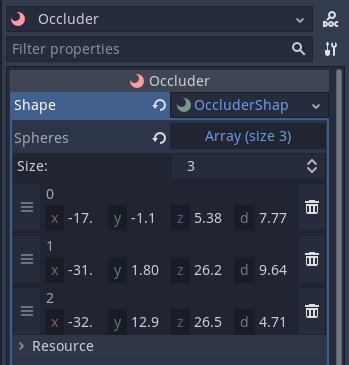 Occluder
DOC
Filter properties
Occluder
Shape OccluderShap
Spheres Array (size 3)
Size: 3
0
x -17. y -1.1 z 5.38 d 7.77
1
x -31. y 1.80 z 26.2 d 9.64
2
x -32. y 12.9 z 26.5 d 4.71
Resource